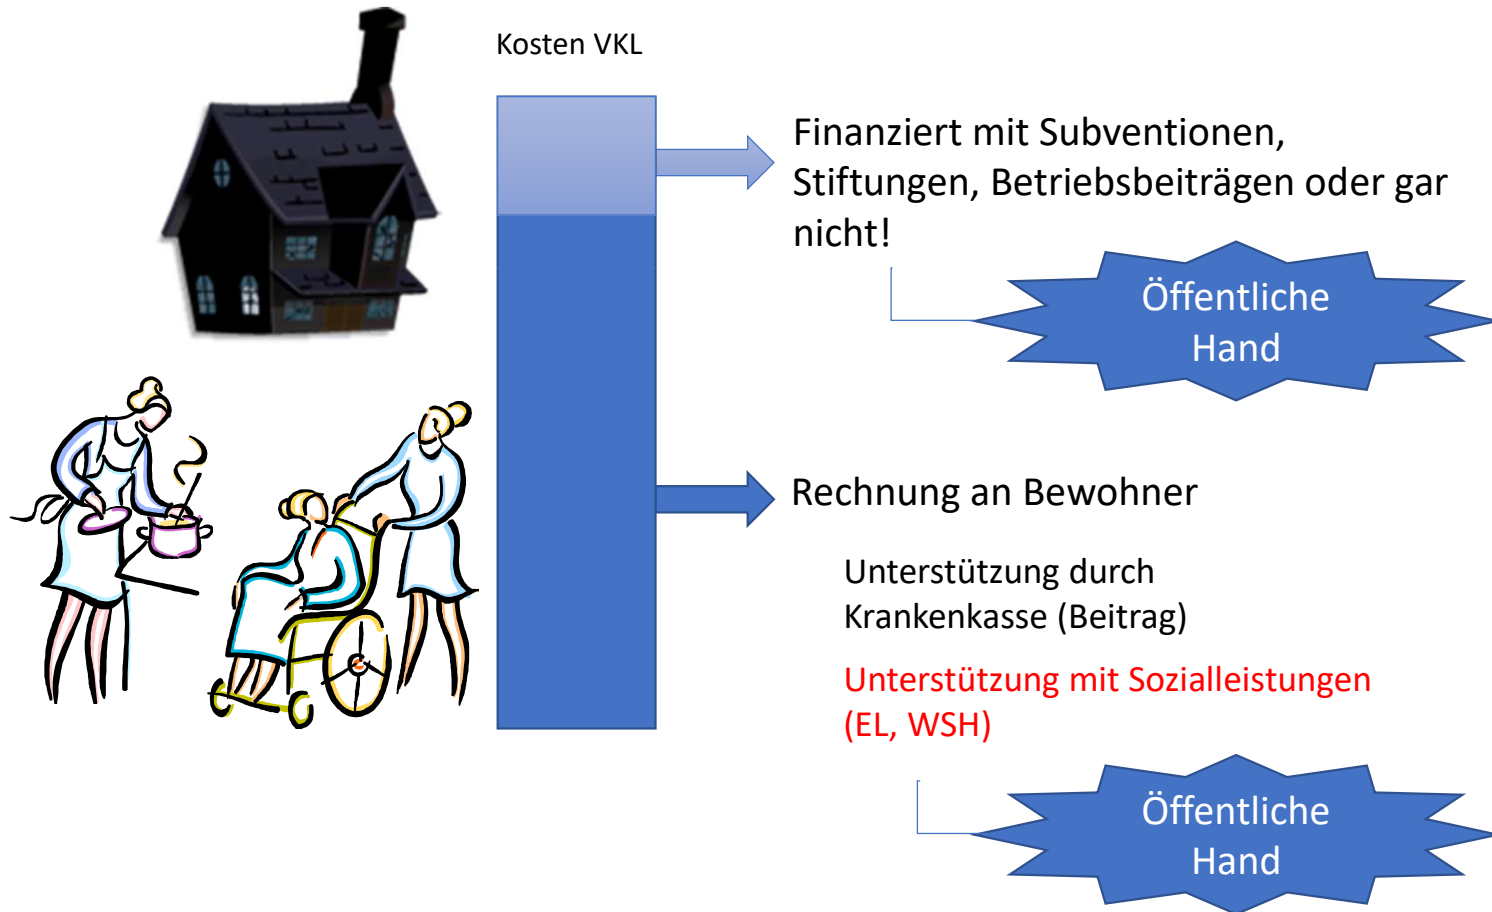 Kosten VKL
Finanziert mit Subventionen,
Stiftungen, Betriebsbeiträgen oder gar
nicht!
Öffentliche
Hand
Rechnung an Bewohner
Unterstützung durch
Krankenkasse (Beitrag)
Unterstützung mit Sozialleistungen
(EL, WSH)
Öffentliche
Hand